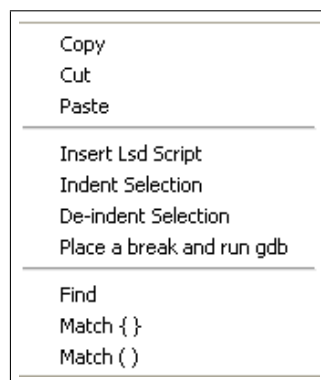 Copy
Cut
Paste
Insert Lsd Script
Indent Selection
De-indent Selection
Place a break and run gdb
Find
Match { }
Match ( )